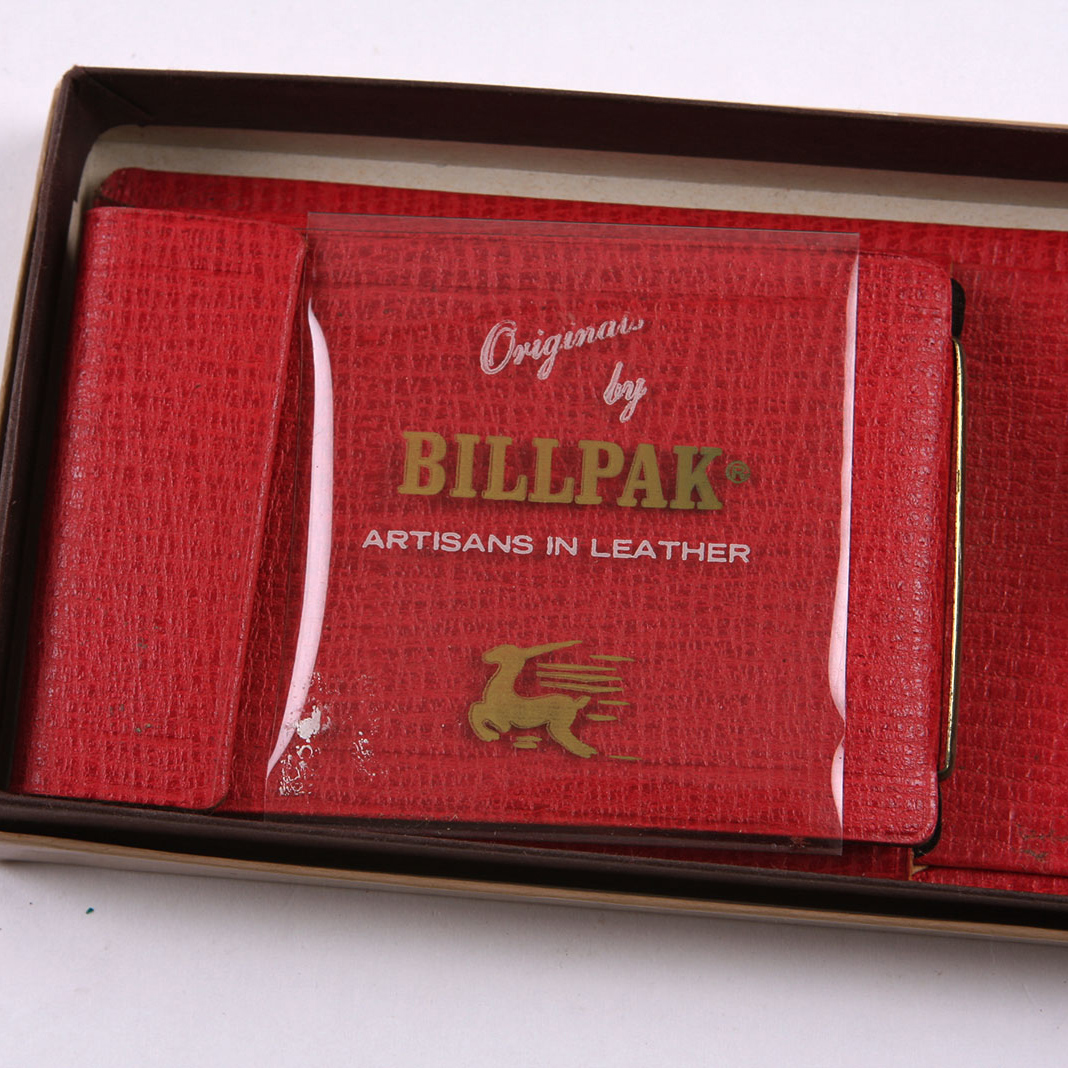 Originals
by
BILLPAK®
ARTISANS IN LEATHER